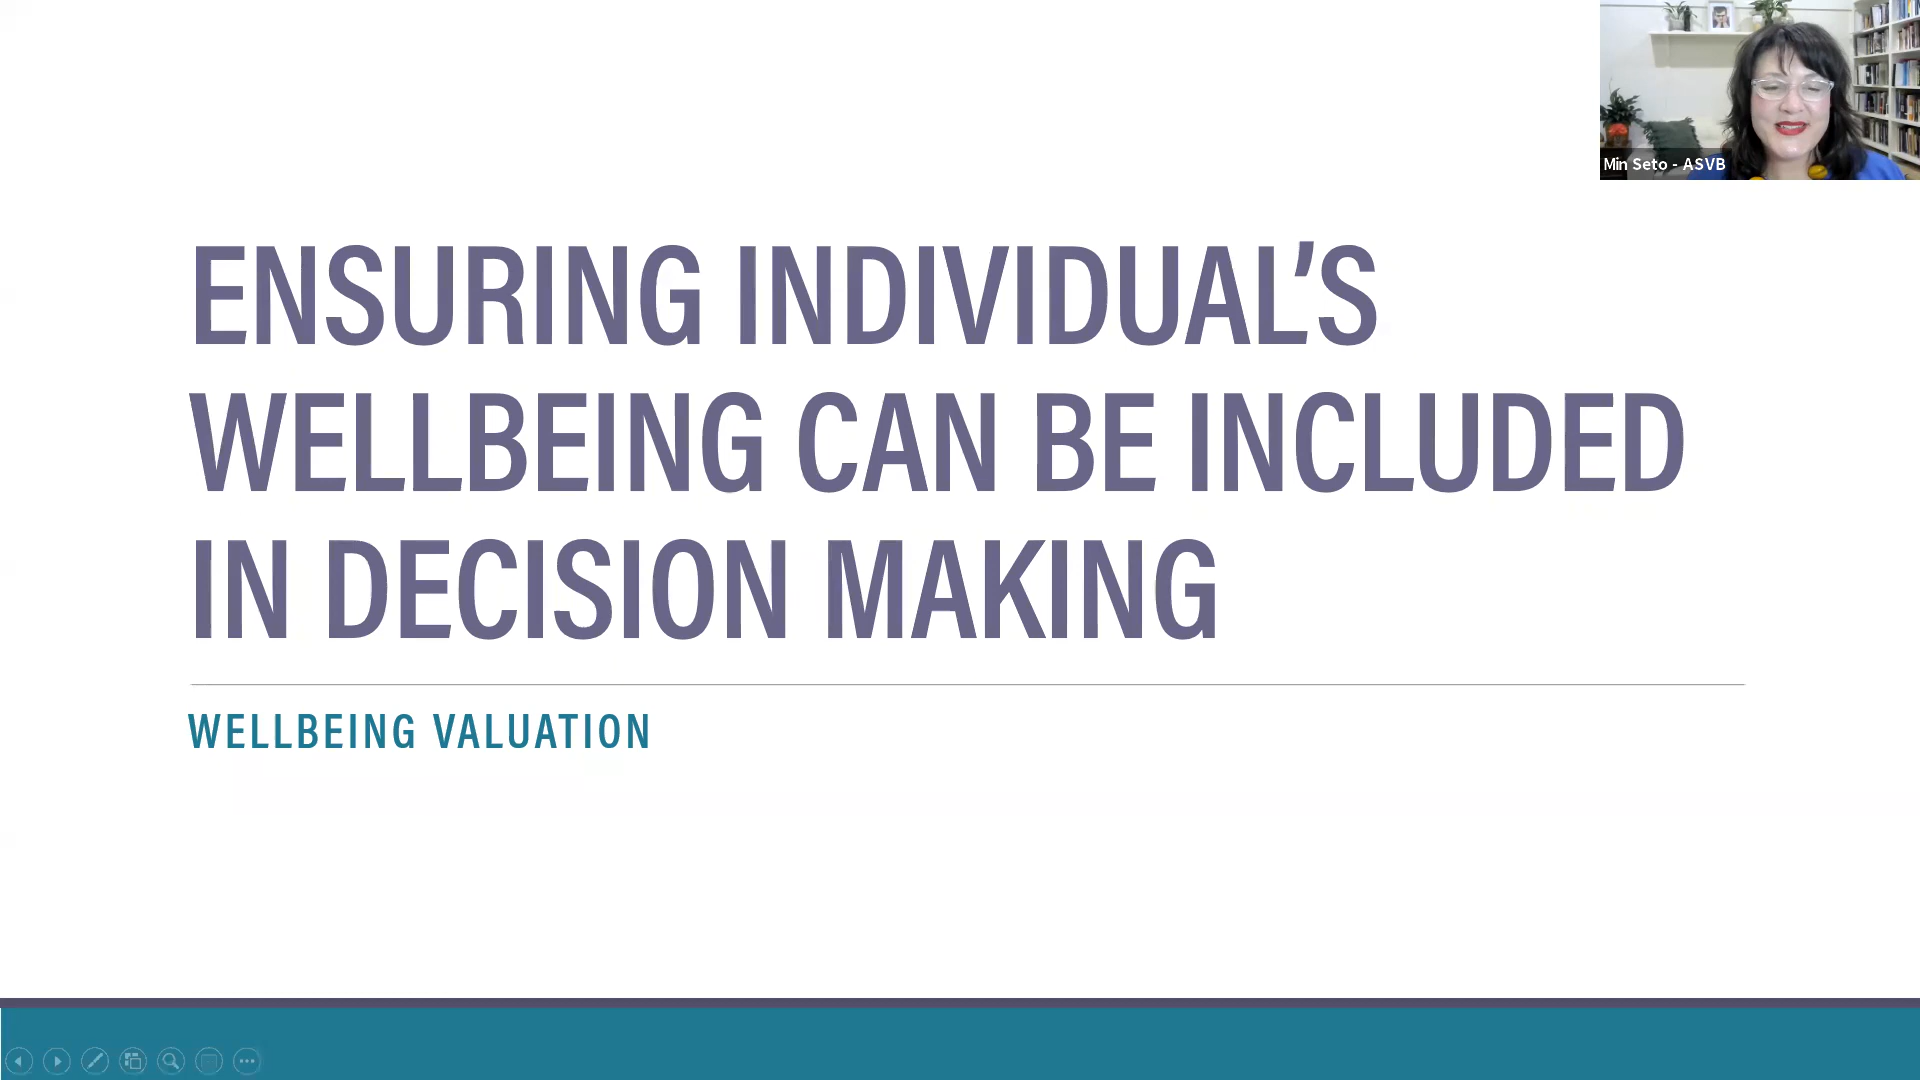 Min Seto - ASVB
ENSURING INDIVIDUAL’S
WELLBEING CAN BE INCLUDED
IN DECISION MAKING
WELLBEING VALUATION